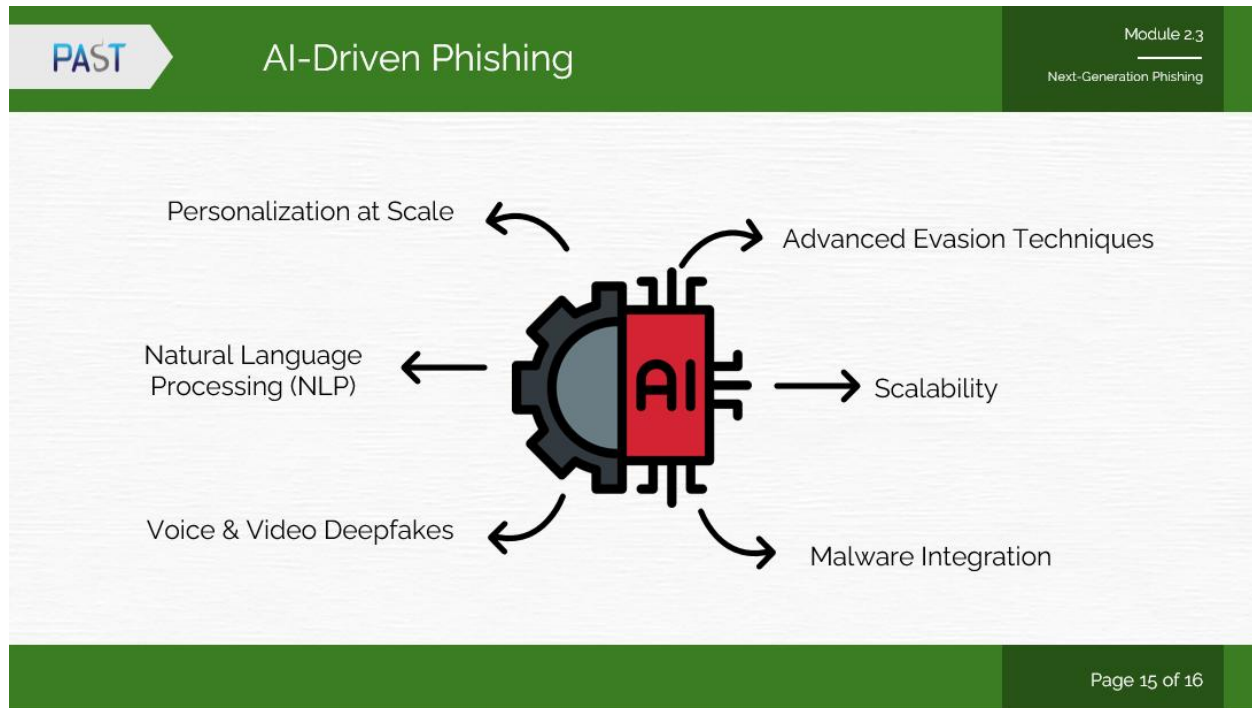 PAST
AI-Driven Phishing
Module 2.3
Next-Generation Phishing
Personalization at Scale
Advanced Evasion Techniques
Natural Language
Processing (NLP)
AI
Scalability
Voice & Video Deepfakes
Malware Integration
Page 15 of 16